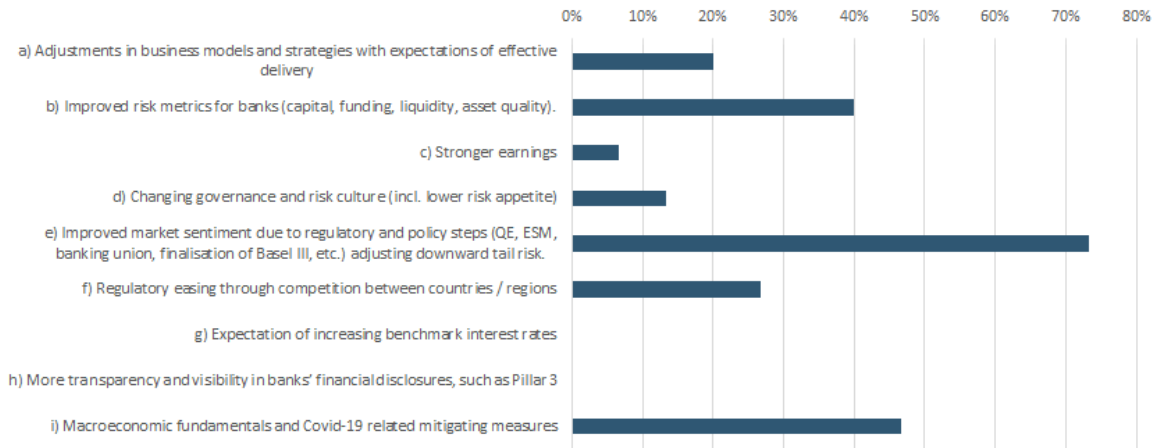 0% 10% 20% 30% 40% 50% 60% 70% 80%
a) Adjustments in business models and strategies with expectations of effective
delivery
b) Improved risk metrics for banks (capital, funding, liquidity, asset quality).
c) Stronger earnings
d) Changing governance and risk culture (incl. lower risk appetite)
e) Improved market sentiment due to regulatory and policy steps (QE, ESM,
banking union, finalisation of Basel III, etc.) adjusting downward tail risk.
f) Regulatory easing through competition between countries / regions
g) Expectation of increasing benchmark interest rates
h) More transparency and visibility in banks' financial disclosures, such as Pillar 3
i) Macroeconomic fundamentals and Covid-19 related mitigating measures